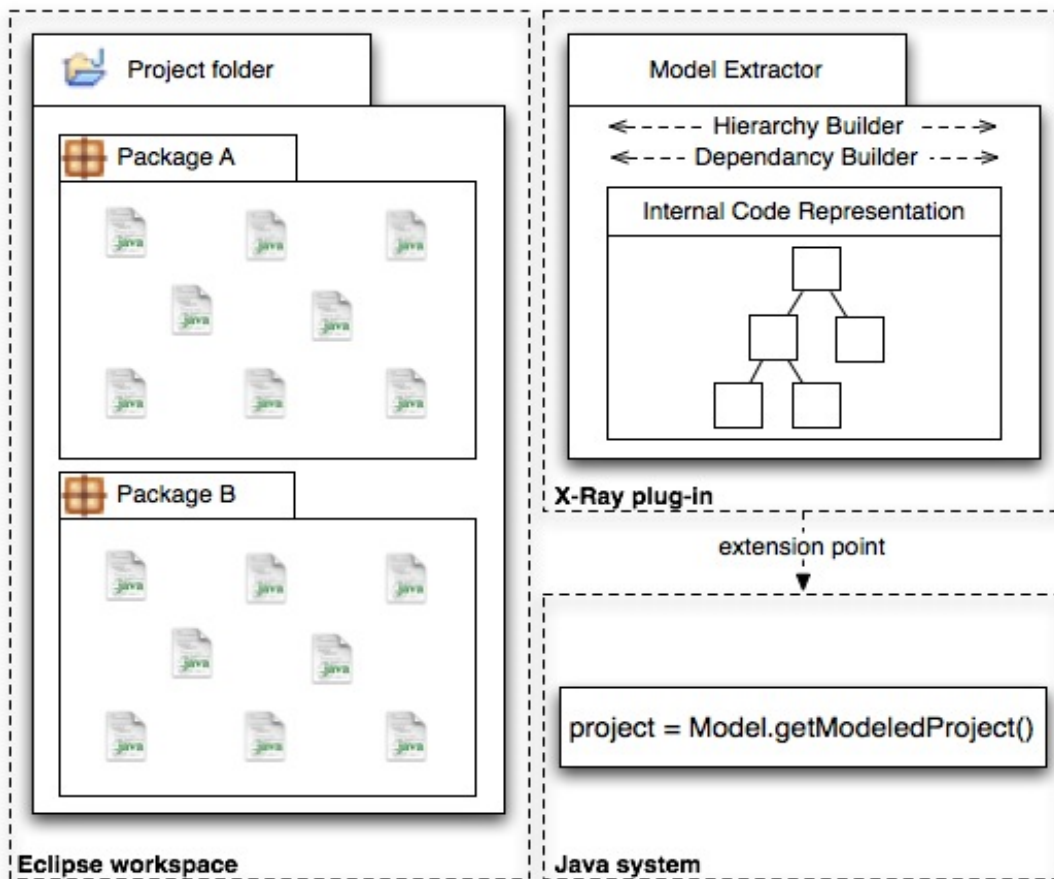 Project folder
Package A
.java
.java
.java
.java
.java
.java
.java
.java
Package B
.java
.java
.java
.java
.java
.java
.java
.java
Eclipse workspace
Model Extractor
Hierarchy Builder
Dependancy Builder
Internal Code Representation
X-Ray plug-in
extension point
project = Model.getModeledProject()
Java system